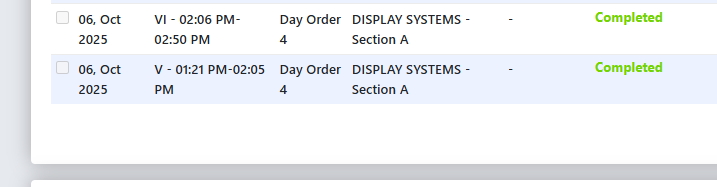 06, Oct VI - 02:06 PM- Day Order DISPLAY SYSTEMS - - Completed
2025 02:50 PM 4 Section A
06, Oct V - 01:21 PM-02:05 Day Order DISPLAY SYSTEMS - - Completed
2025 PM 4 Section A